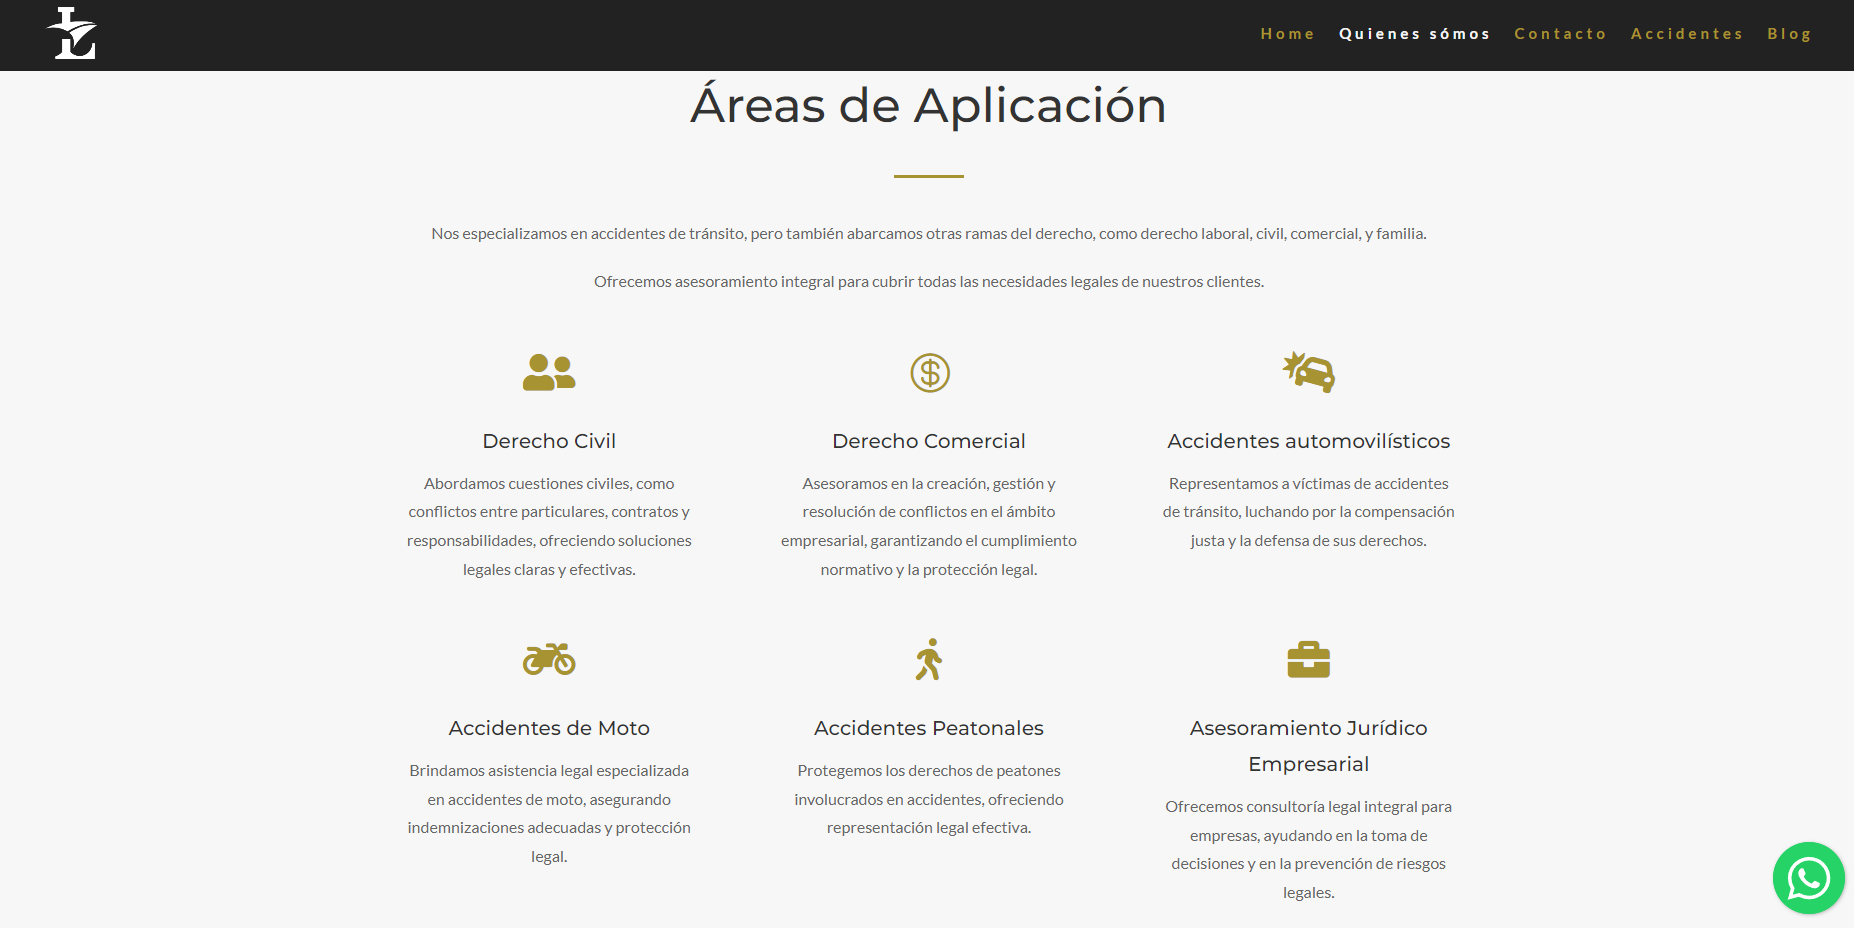 Home Quienes sómos Contacto Accidentes Blog
Áreas de Aplicación
Nos especializamos en accidentes de tránsito, pero también abarcamos otras ramas del derecho, como derecho laboral, civil, comercial, y familia.
Ofrecemos asesoramiento integral para cubrir todas las necesidades legales de nuestros clientes.
Derecho Civil
Abordamos cuestiones civiles, como
conflictos entre particulares, contratos y
responsabilidades, ofreciendo soluciones
legales claras y efectivas.
Derecho Comercial
Asesoramos en la creación, gestión y
resolución de conflictos en el ámbito
empresarial, garantizando el cumplimiento
normativo y la protección legal.
Accidentes automovilísticos
Representamos a víctimas de accidentes
de tránsito, luchando por la compensación
justa y la defensa de sus derechos.
Accidentes de Moto
Brindamos asistencia legal especializada
en accidentes de moto, asegurando
indemnizaciones adecuadas y protección
legal.
Accidentes Peatonales
Protegemos los derechos de peatones
involucrados en accidentes, ofreciendo
representación legal efectiva.
Asesoramiento Jurídico
Empresarial
Ofrecemos consultoría legal integral para
empresas, ayudando en la toma de
decisiones y en la prevención de riesgos
legales.